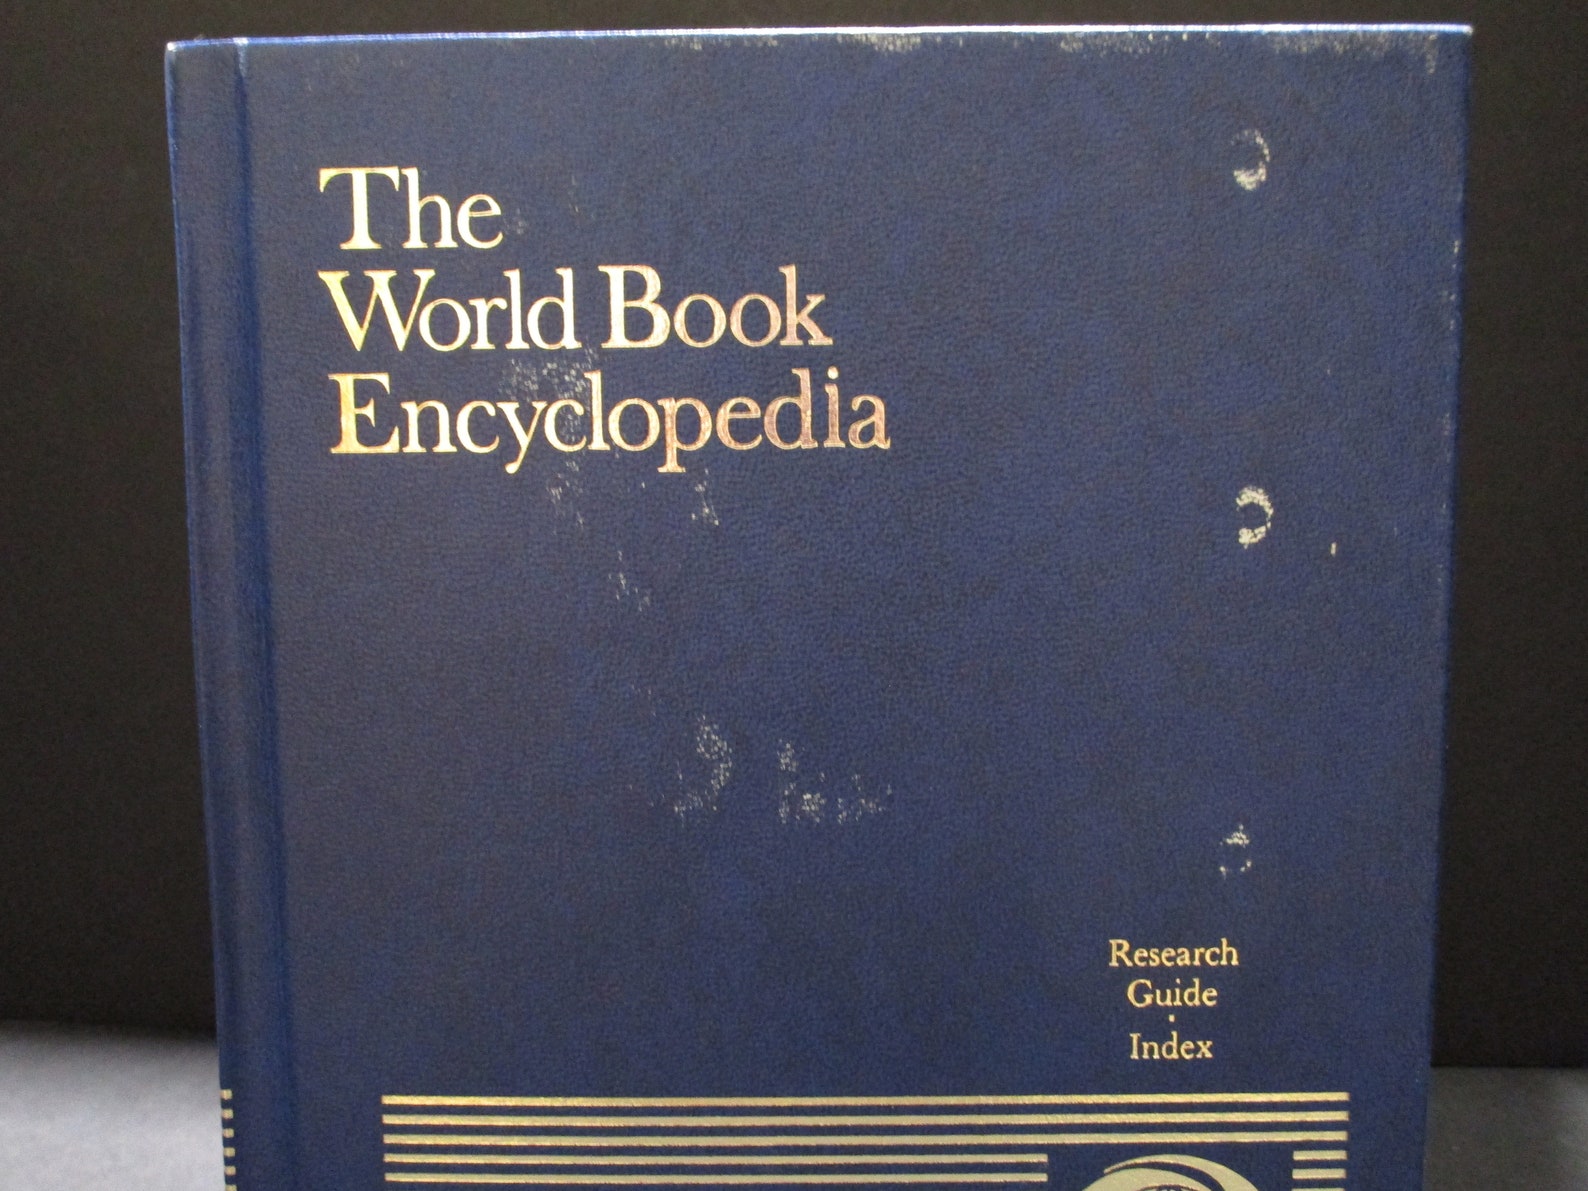 The
World Book
Encyclopedia
Research
Guide
·
Index